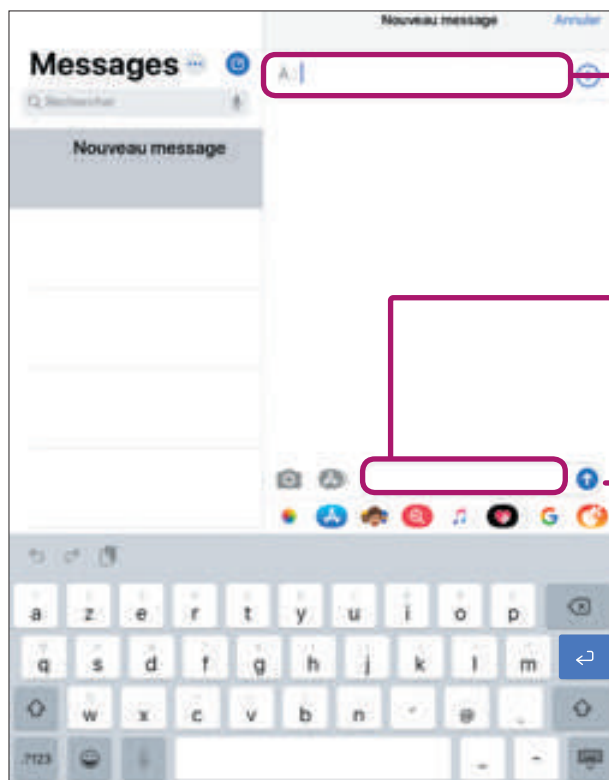 Nouveau message Annuler
Messages
A :
Rechercher
Nouveau message
G
a z e r t y u i o p
q s d f g h j k l m
w x c v b n ' @
.?123